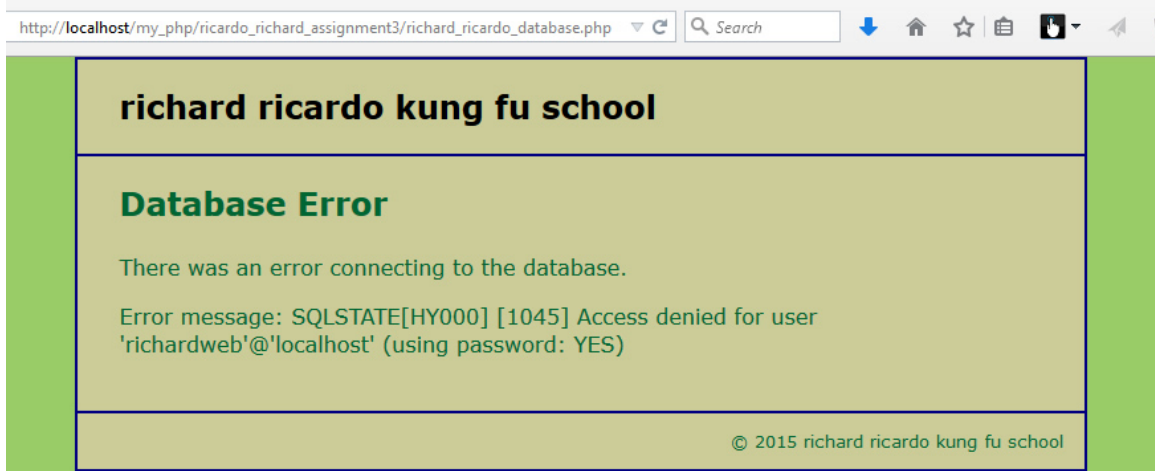 http://localhost/my_php/ricardo_richard_assignment3/richard_ricardo_database.php Search
richard ricardo kung fu school
Database Error
There was an error connecting to the database.
Error message: SQLSTATE[HY000] [1045] Access denied for user
'richardweb'@'localhost' (using password: YES)
© 2015 richard ricardo kung fu school